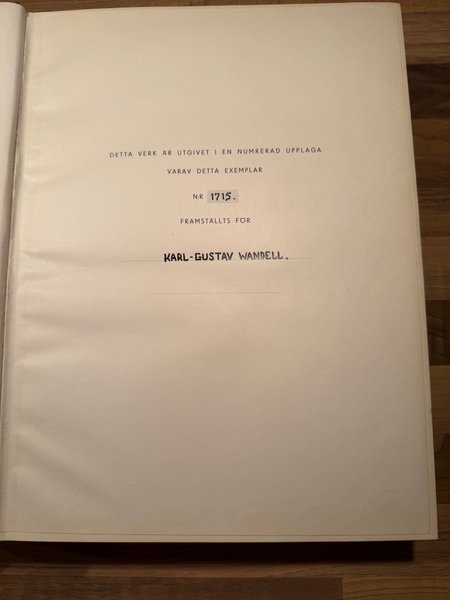 DETTA VERK ÄR UTGIVET I EN NUMRERAD UPPLAGA
VARAV DETTA EXEMPLAR
NR 1715.
FRAMSTÄLLTS FÖR
KARL-GUSTAV WANDELL.